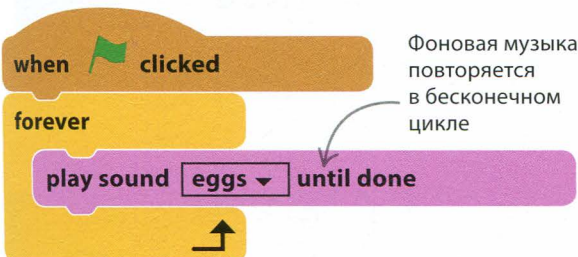 when clicked
forever
play sound eggs until done
Фоновая музыка
повторяется
в бесконечном
цикле